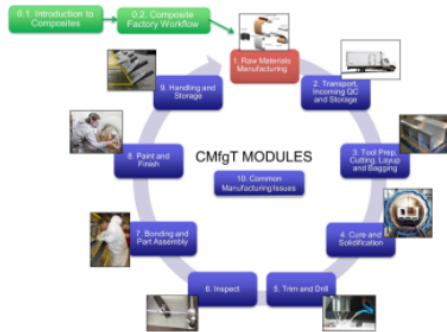 0.1. Introduction to
Composites
0.2. Composite
Factory Workflow
1. Raw Materials
Manufacturing
2. Transport,
Incoming QC
and Storage
3. Tool Prep,
Cutting, Layup
and Bagging
4. Cure and
Solidification
5. Trim and Drill
6. Inspect
7. Bonding and
Part Assembly
8. Paint and
Finish
9. Handling and
Storage
CMfgT MODULES
10. Common
Manufacturing Issues